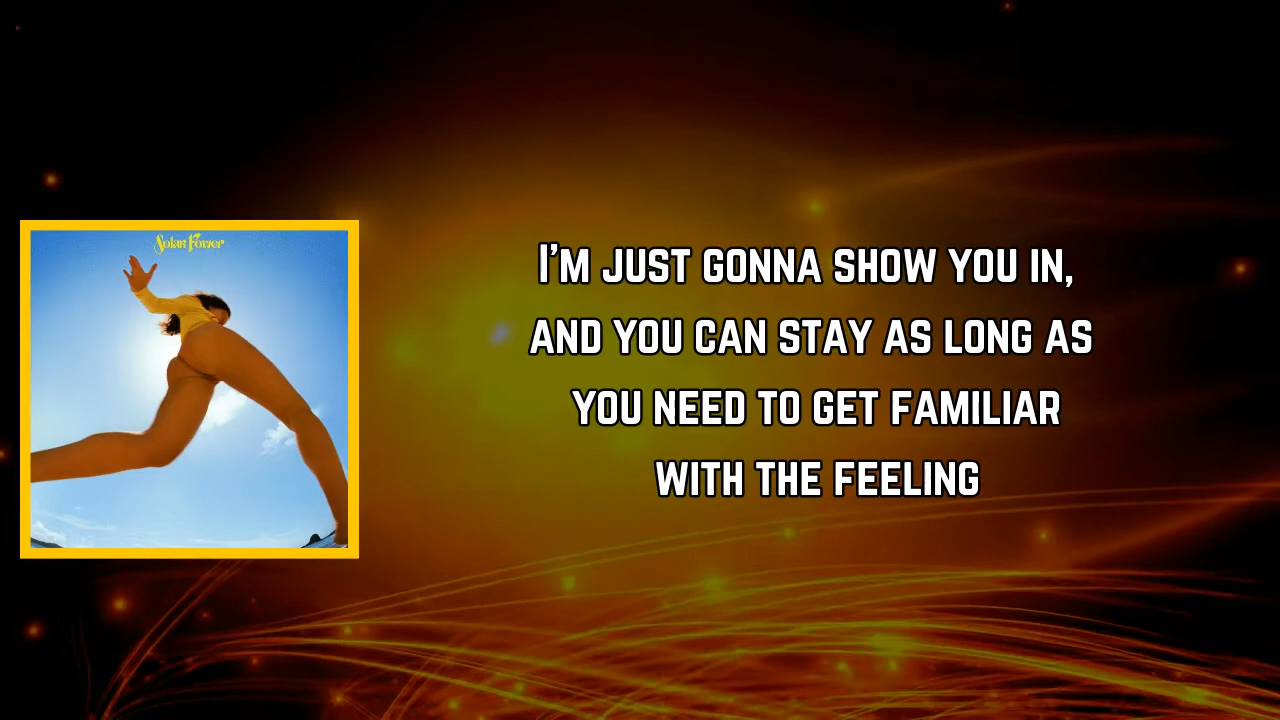 Solar Power
I'M JUST GONNA SHOW YOU IN,
AND YOU CAN STAY AS LONG AS
YOU NEED TO GET FAMILIAR
WITH THE FEELING